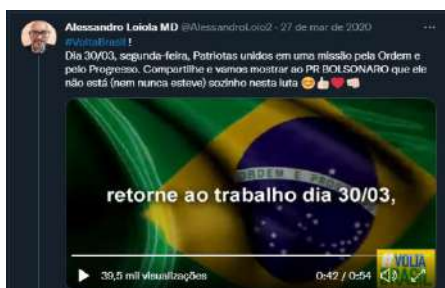 Alessandro Loiola MD @AlessandroLoio2 · 27 de mar de 2020
#VoltaBrasil !
Dia 30/03, segunda-feira, Patriotas unidos em uma missão pela Ordem e
pelo Progresso. Compartilhe e vamos mostrar ao PR BOLSONARO que ele
não está (nem nunca esteve) sozinho nesta luta 😊👍❤️👊
ORDEM E PRO
retorne ao trabalho dia 30/03,
#VOLTA
BRASIL
39,5 mil visualizações 0:42 / 0:54